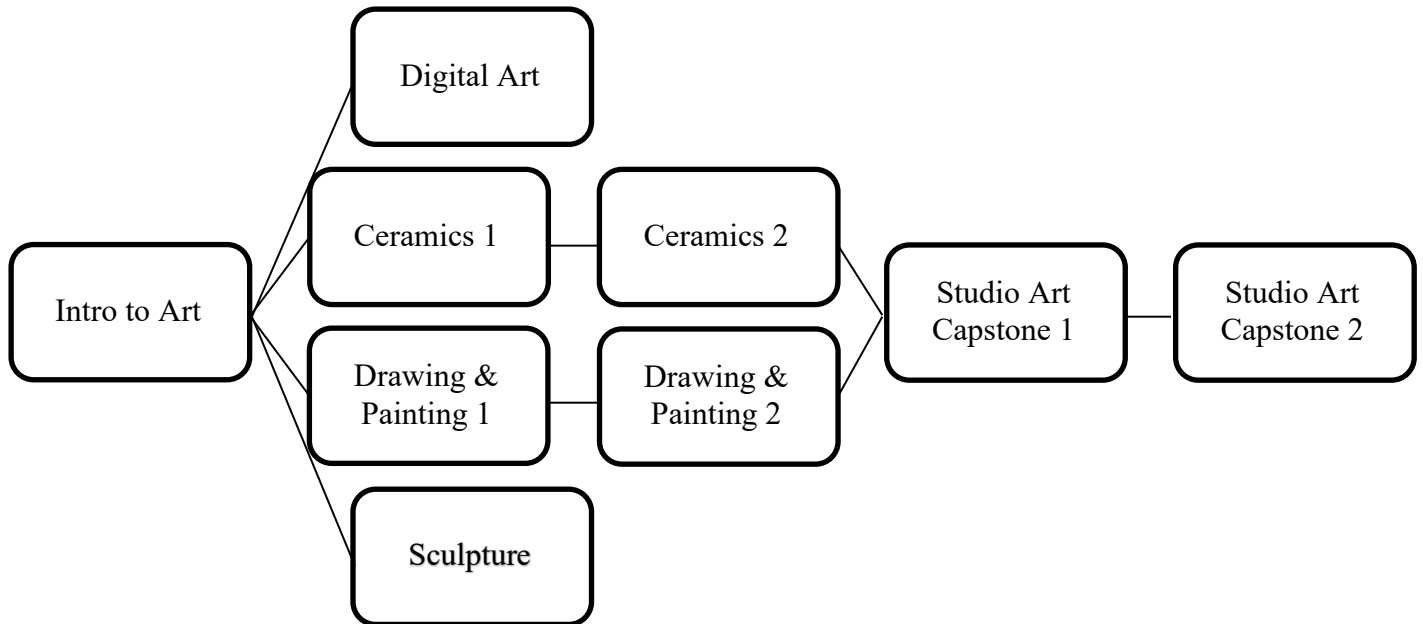 Digital Art
Ceramics 1
Ceramics 2
Intro to Art
Studio Art
Capstone 1
Studio Art
Capstone 2
Drawing &
Painting 1
Drawing &
Painting 2
Sculpture